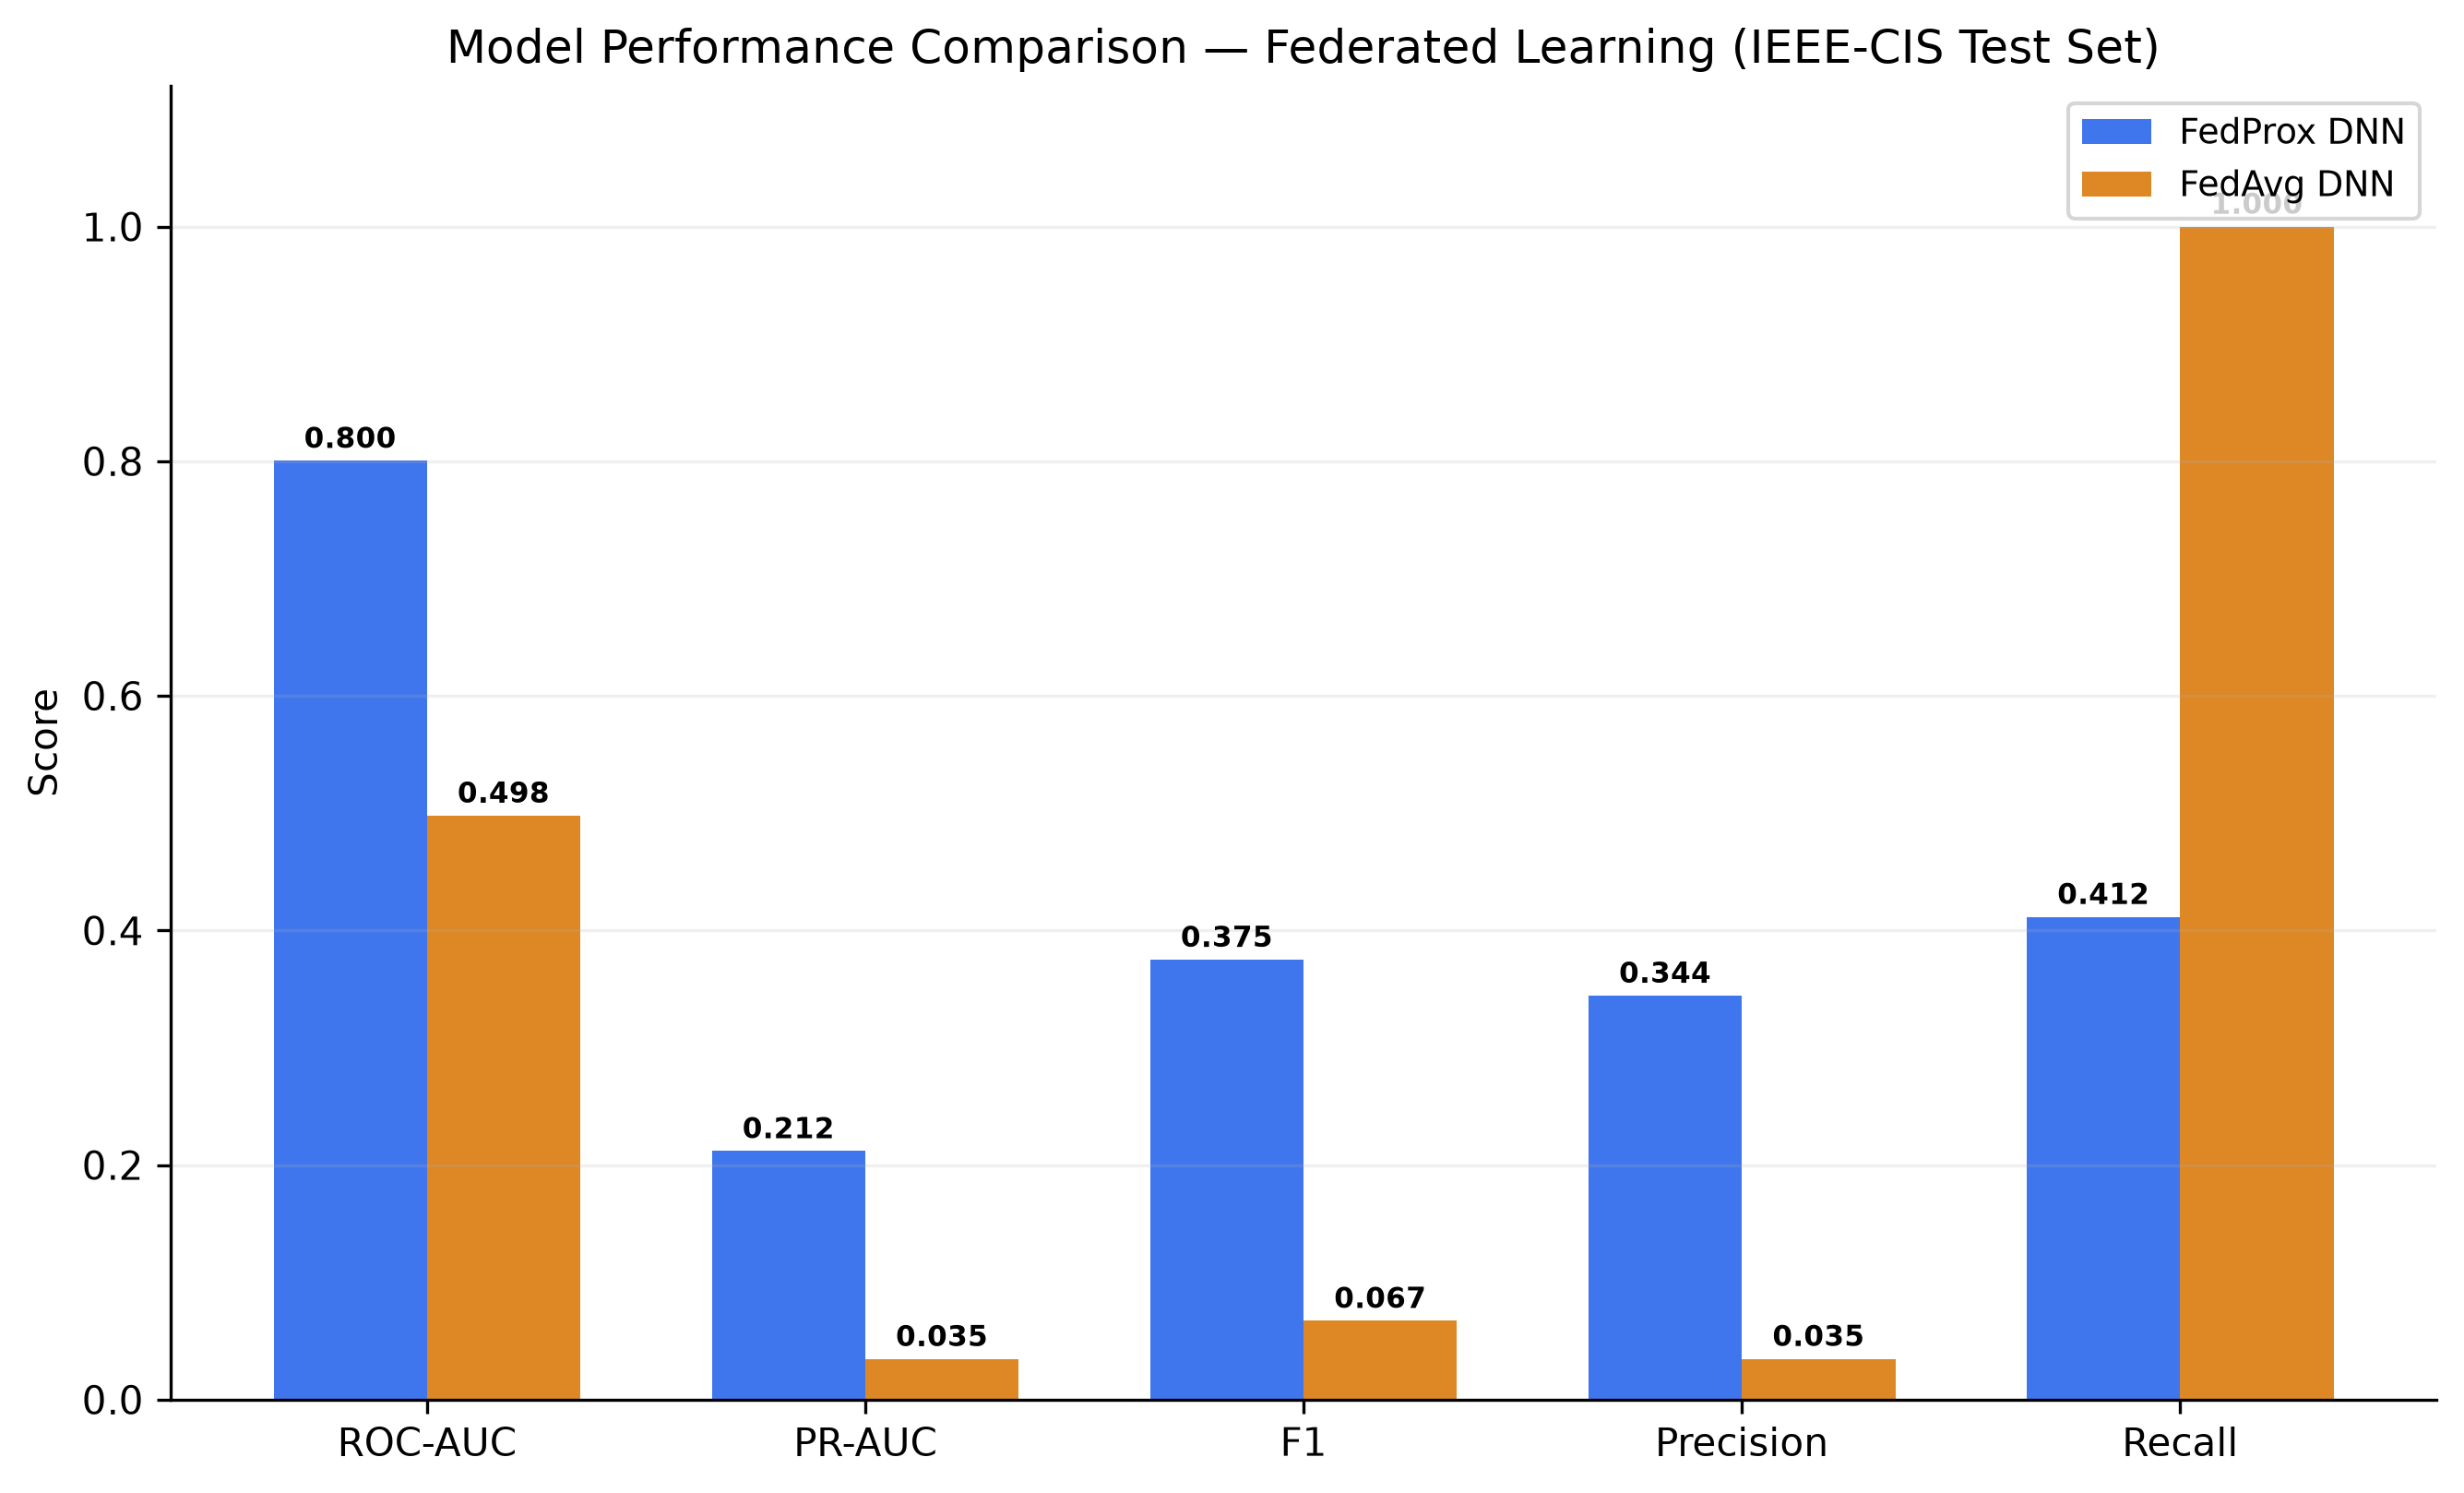 Model Performance Comparison — Federated Learning (IEEE-CIS Test Set)
FedProx DNN
FedAvg DNN
1.000
1.0
0.8
0.6
0.4
0.2
0.0
Score
0.800
0.498
0.212
0.035
0.375
0.067
0.344
0.035
0.412
ROC-AUC
PR-AUC
F1
Precision
Recall